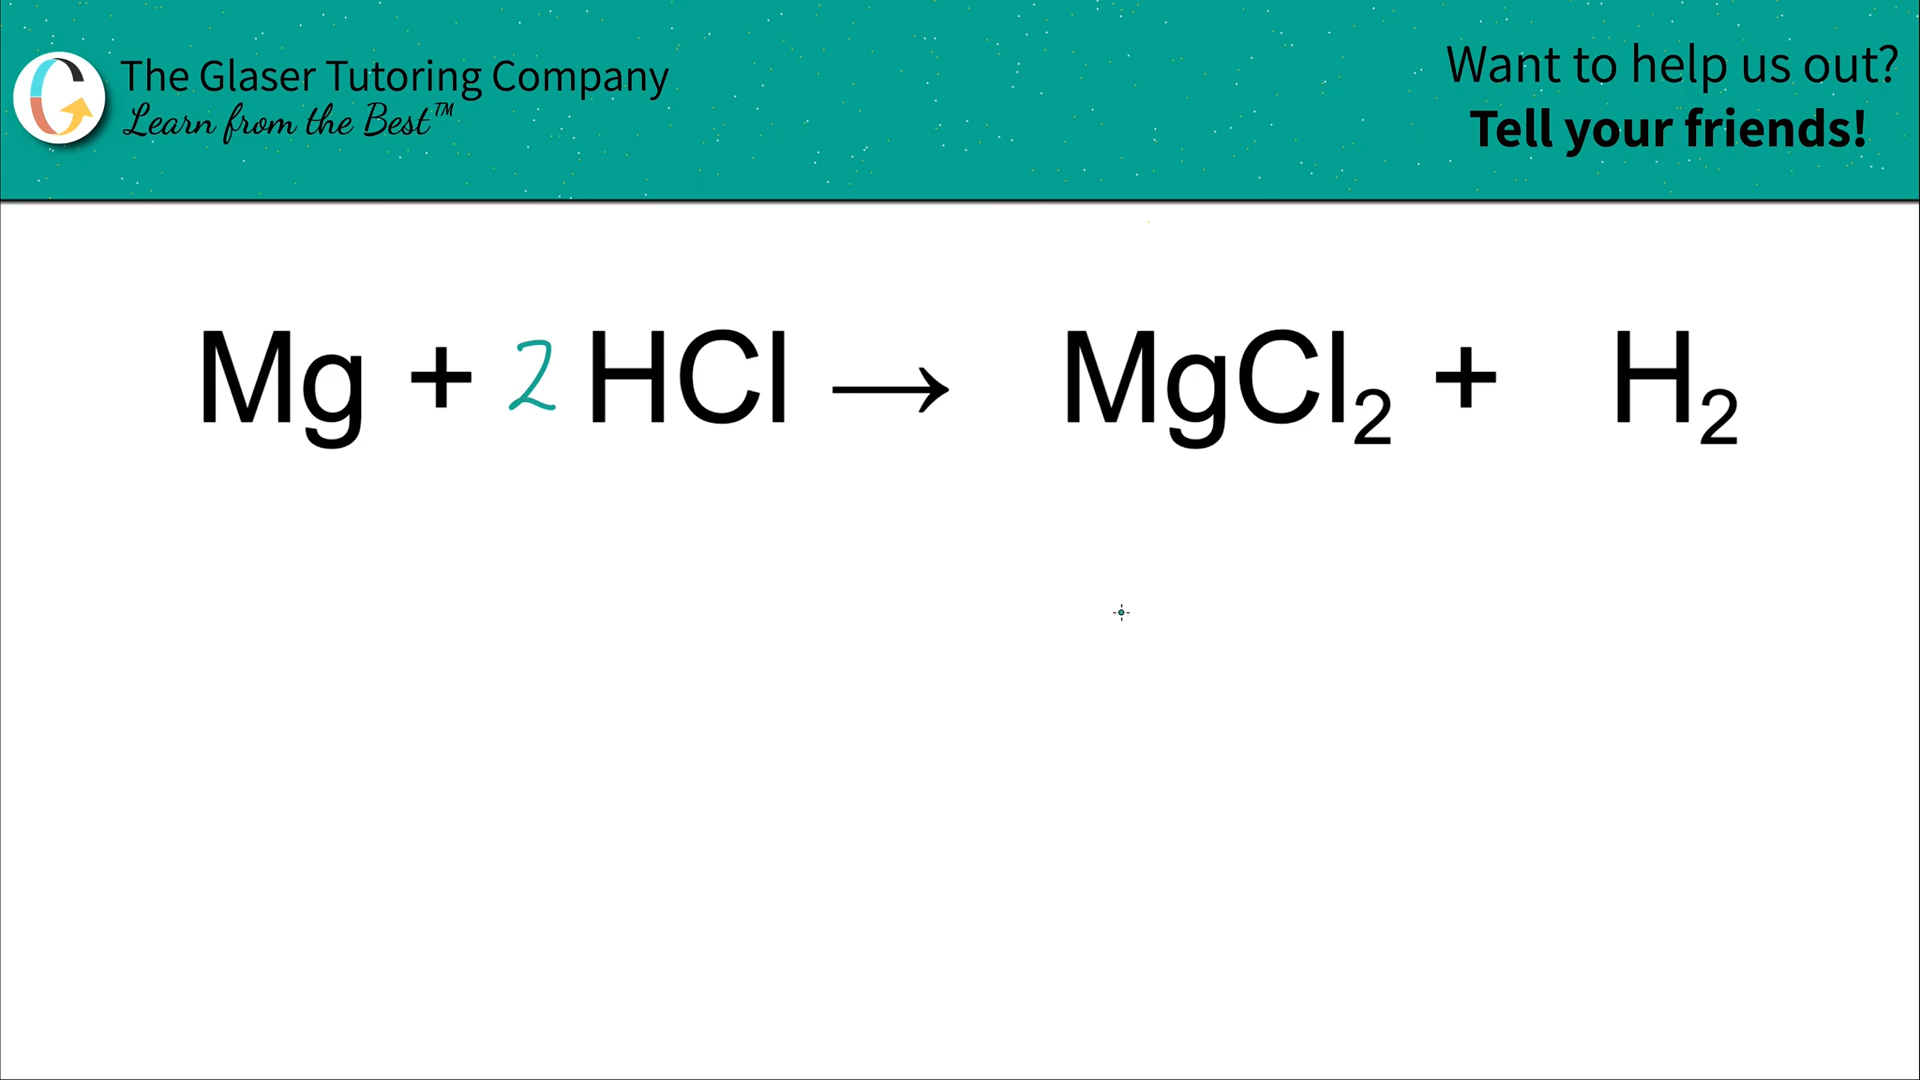 The Glaser Tutoring Company
Learn from the Best™
Want to help us out?
Tell your friends!
Mg + 2 HCl → MgCl₂ + H₂